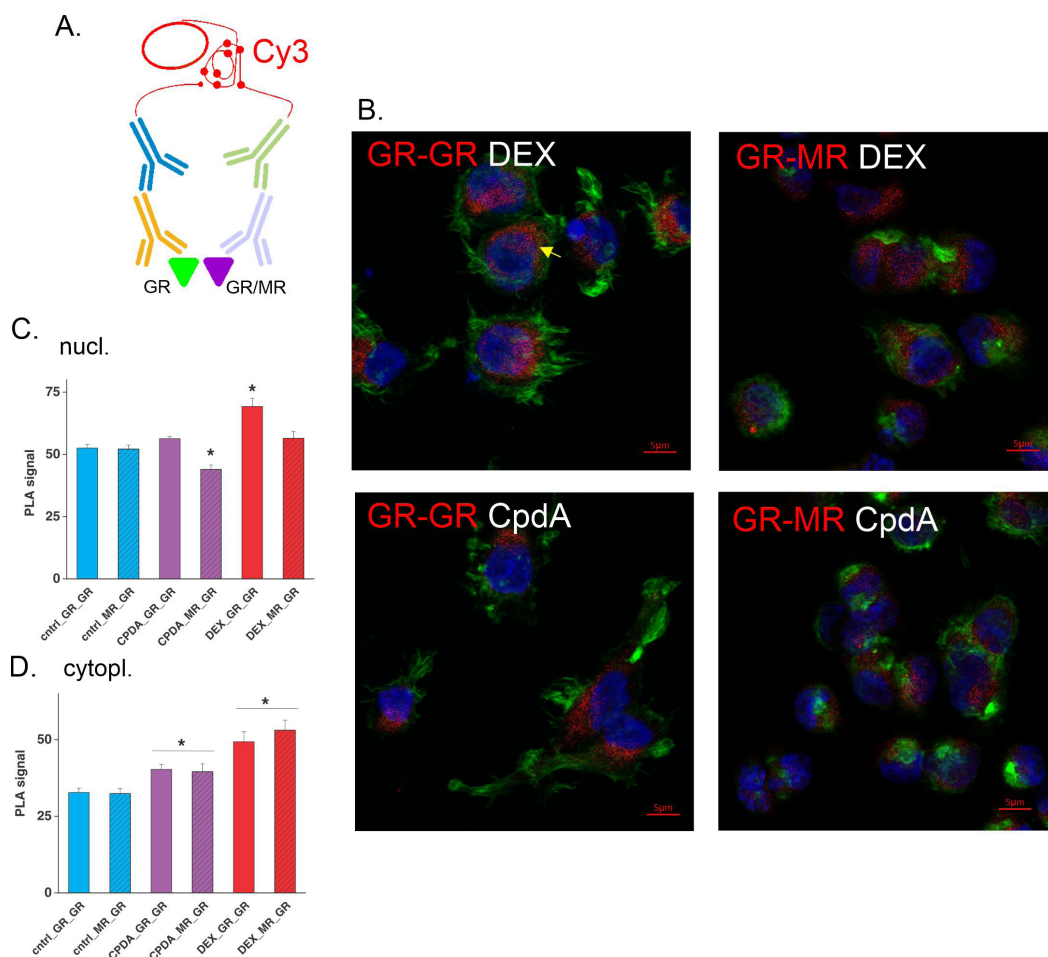 A.
Cy3
GR
GR/MR
B.
GR-GR DEX
5µm
GR-MR DEX
5µm
GR-GR CpdA
5µm
GR-MR CpdA
5µm
C.
nucl.
75
50
25
0
PLA signal
*
*
cntrl_GR_GR
cntrl_MR_GR
CPDA_GR_GR
CPDA_MR_GR
DEX_GR_GR
DEX_MR_GR
D.
cytopl.
50
25
0
PLA signal
*
*
cntrl_GR_GR
cntrl_MR_GR
CPDA_GR_GR
CPDA_MR_GR
DEX_GR_GR
DEX_MR_GR